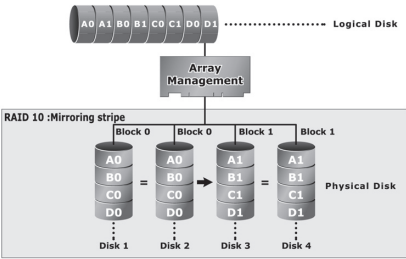 A0 A1 B0 B1 C0 C1 D0 D1 Logical Disk
Array
Management
RAID 10 :Mirroring stripe
Block 0 Block 0 Block 1 Block 1
A0 A0 A1 A1
B0 B0 B1 B1
= =
Physical Disk
C0 C0 C1 C1
D0 D0 D1 D1
Disk 1 Disk 2 Disk 3 Disk 4